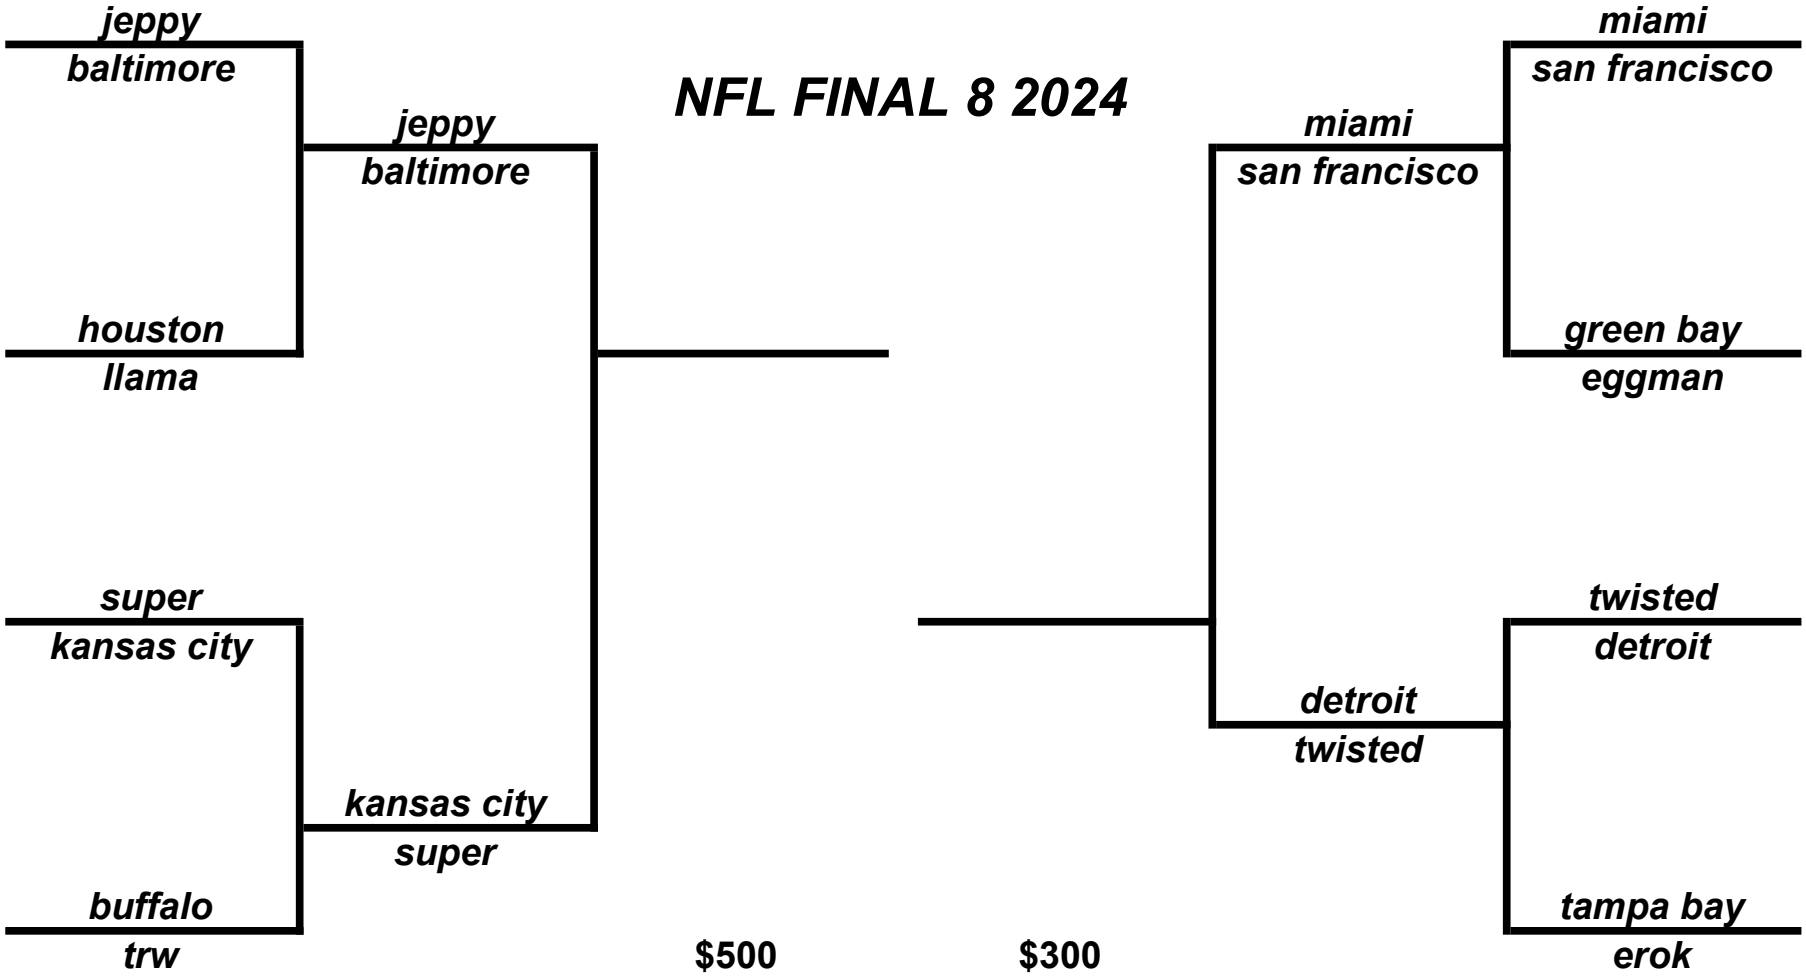 jeppy
baltimore
houston
llama
super
kansas city
buffalo
trw
jeppy
baltimore
kansas city
super
NFL FINAL 8 2024
$500
$300
miami
san francisco
detroit
twisted
miami
san francisco
green bay
eggman
twisted
detroit
tampa bay
erok